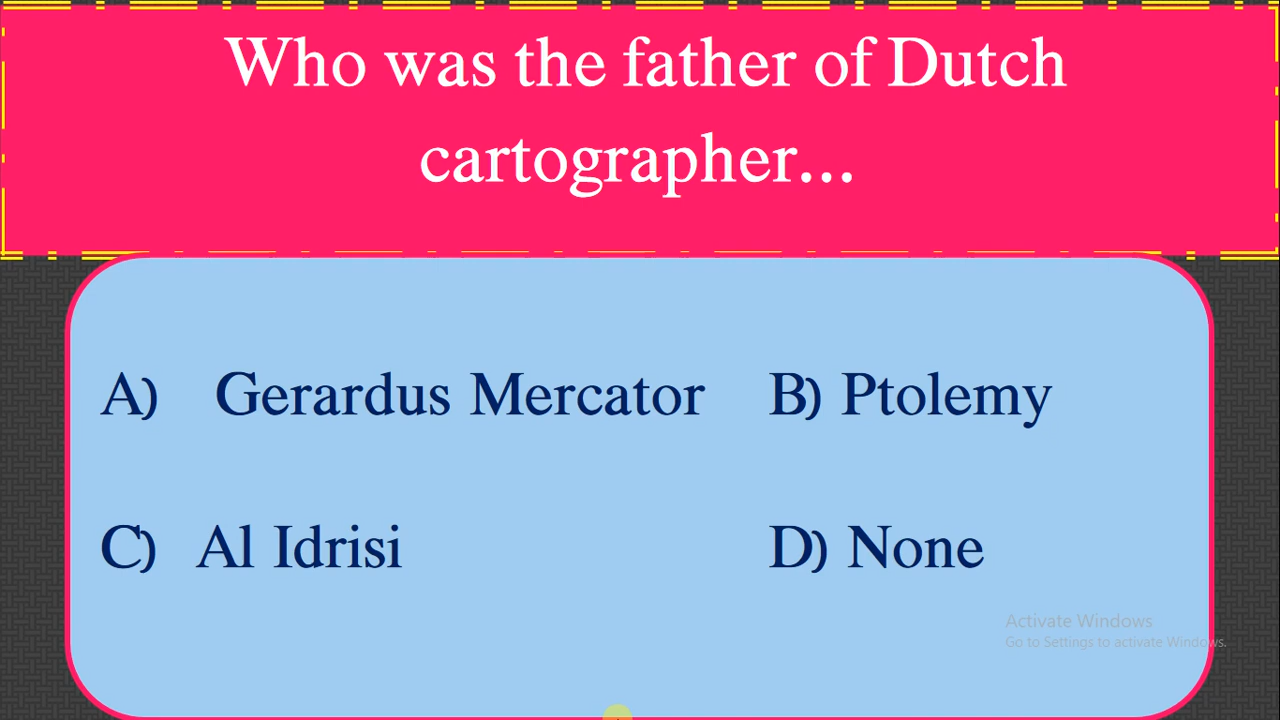 Who was the father of Dutch
cartographer...
A) Gerardus Mercator B) Ptolemy
C) Al Idrisi D) None
Activate Windows
Go to Settings to activate Windows.